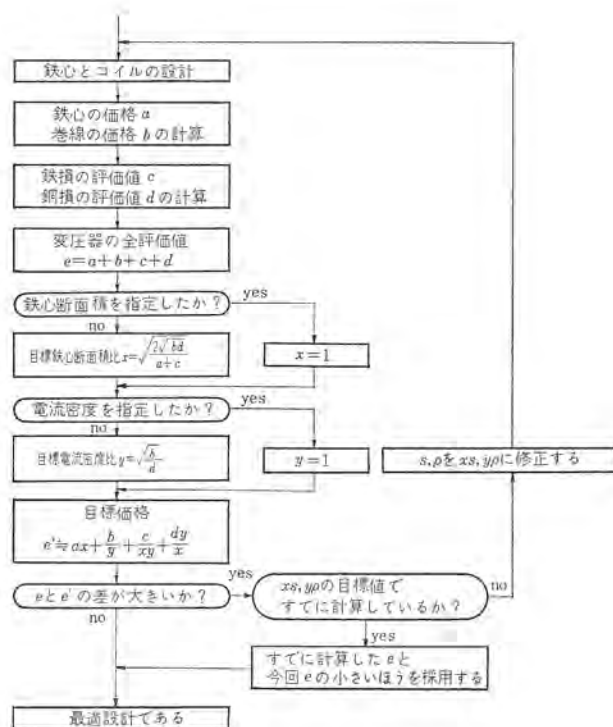 鉄心とコイルの設計
鉄心の価格 a
巻線の価格 b の計算
鉄損の評価値 c
銅損の評価値 d の計算
変圧器の全評価値
e=a+b+c+d
鉄心断面積を指定したか?
yes
no
目標鉄心断面積比 x=√(2√bd/(a+c))
x=1
電流密度を指定したか?
yes
no
目標電流密度比 y=√(b/d)
y=1
s,ρをxs,yρに修正する
目標価格
e'≒ax+b/y+c/xy+dy/x
eとe'の差が大きいか?
yes
no
xs,yρの目標値で
すでに計算しているか?
no
yes
すでに計算した e と
今回 e の小さいほうを採用する
最適設計である